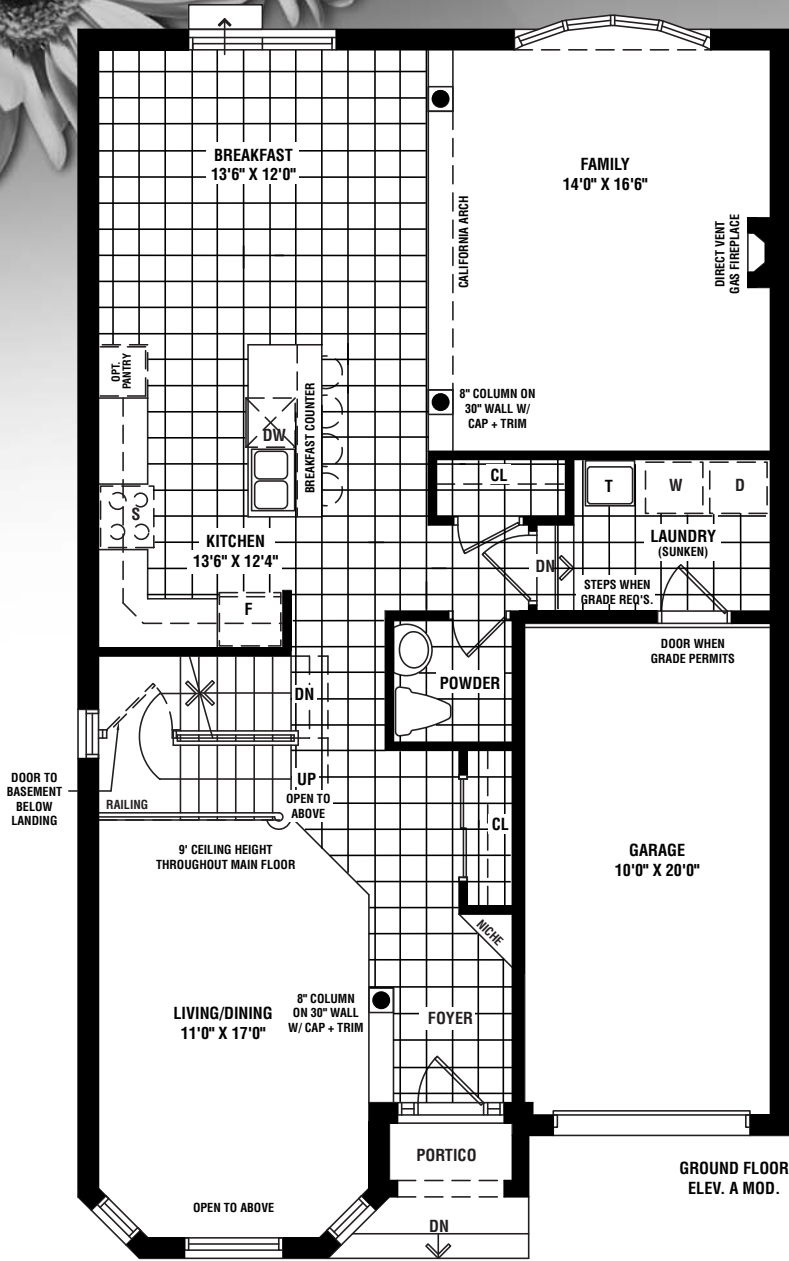 BREAKFAST
13'6" X 12'0"
FAMILY
14'0" X 16'6"
CALIFORNIA ARCH
DIRECT VENT
GAS FIREPLACE
OPT.
PANTRY
DW
BREAKFAST COUNTER
8" COLUMN ON
30" WALL W/
CAP + TRIM
S
KITCHEN
13'6" X 12'4"
F
CL
T
W
D
LAUNDRY
(SUNKEN)
DN
STEPS WHEN
GRADE REQ'S.
DOOR WHEN
GRADE PERMITS
POWDER
DN
UP
OPEN TO
ABOVE
DOOR TO
BASEMENT
BELOW
LANDING
RAILING
9' CEILING HEIGHT
THROUGHOUT MAIN FLOOR
CL
GARAGE
10'0" X 20'0"
NICHE
LIVING/DINING
11'0" X 17'0"
8" COLUMN
ON 30" WALL
W/ CAP + TRIM
FOYER
PORTICO
GROUND FLOOR
ELEV. A MOD.
OPEN TO ABOVE
DN